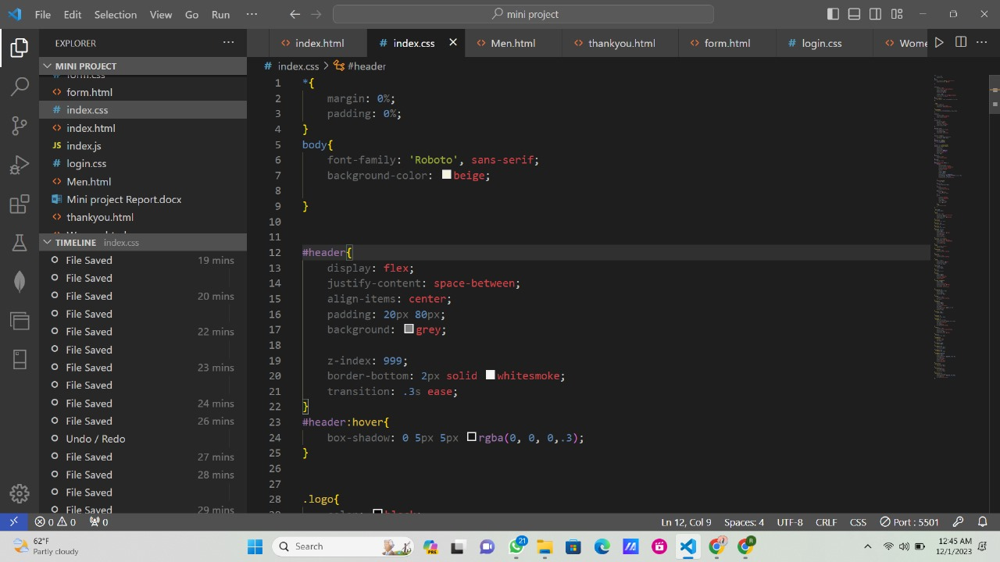 File Edit Selection View Go Run ··· mini project
EXPLORER ···
MINI PROJECT
form.css
form.html
index.css
index.html
JS index.js
login.css
Men.html
Mini project Report.docx
thankyou.html
TIMELINE index.css
File Saved 19 mins
File Saved
File Saved 20 mins
File Saved
File Saved 22 mins
File Saved
File Saved 23 mins
File Saved
File Saved 24 mins
File Saved 26 mins
Undo / Redo
File Saved 27 mins
File Saved 28 mins
File Saved
File Saved 29 mins
<> index.html # index.css <> Men.html <> thankyou.html <> form.html # login.css <> Wome
# index.css > #header
1 *{
2 margin: 0%;
3 padding: 0%;
4 }
5 body{
6 font-family: 'Roboto', sans-serif;
7 background-color: beige;
8
9 }
10
11
12 #header{
13 display: flex;
14 justify-content: space-between;
15 align-items: center;
16 padding: 20px 80px;
17 background: grey;
18
19 z-index: 999;
20 border-bottom: 2px solid whitesmoke;
21 transition: .3s ease;
22 }
23 #header:hover{
24 box-shadow: 0 5px 5px rgba(0, 0, 0,.3);
25 }
26
27
28 .logo{
0 0 0 Ln 12, Col 9 Spaces: 4 UTF-8 CRLF CSS Port : 5501
62°F
Partly cloudy
Search
PRE
21
R
12:45 AM
12/1/2023